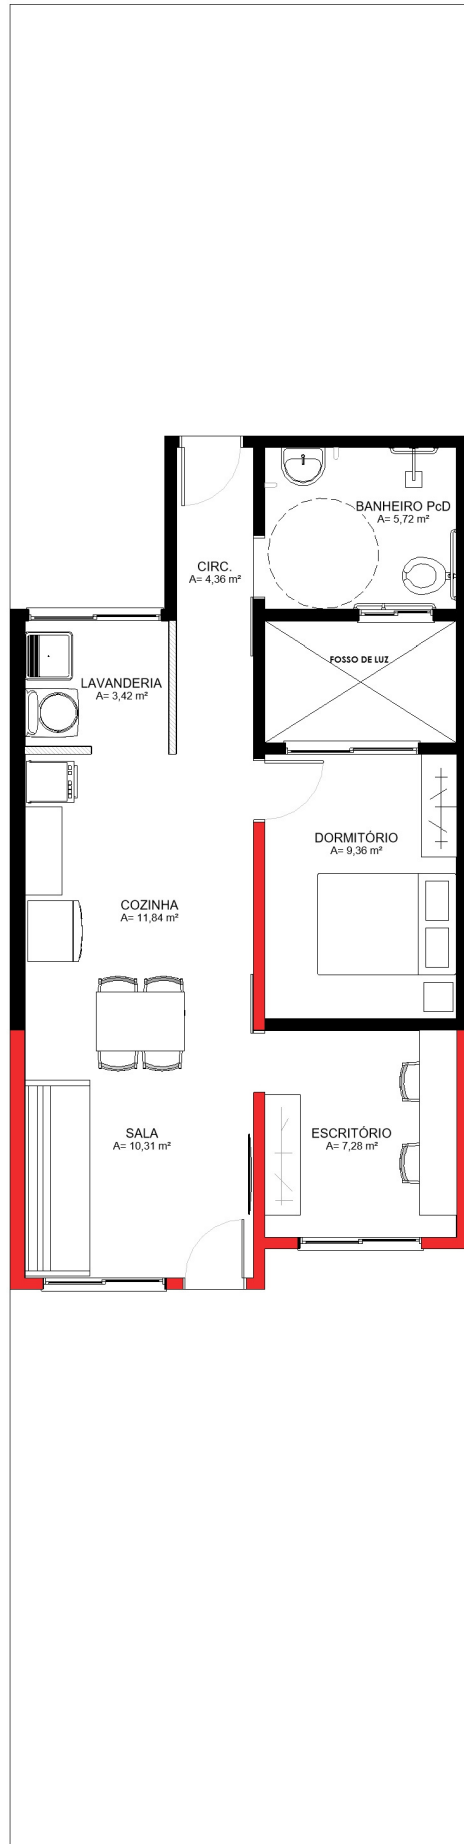 BANHEIRO PcD
A= 5,72 m²
CIRC.
A= 4,36 m²
FOSSO DE LUZ
LAVANDERIA
A= 3,42 m²
DORMITÓRIO
A= 9,36 m²
COZINHA
A= 11,84 m²
SALA
A= 10,31 m²
ESCRITÓRIO
A= 7,28 m²